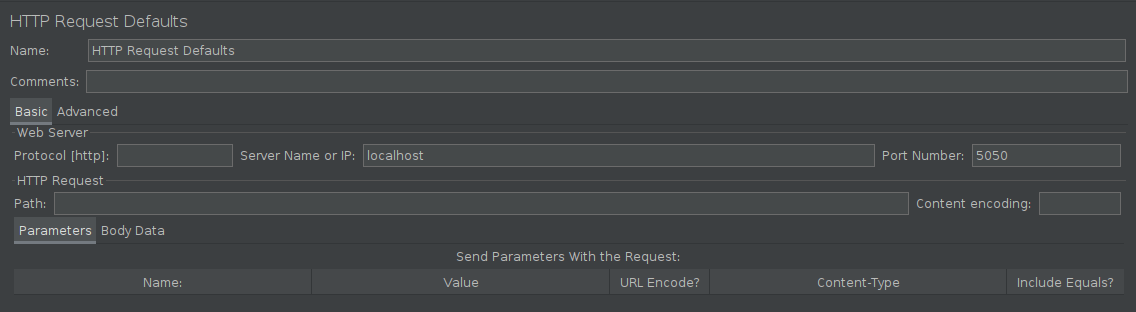 HTTP Request Defaults
Name: HTTP Request Defaults
Comments:
Basic Advanced
Web Server
Protocol [http]: Server Name or IP: localhost Port Number: 5050
HTTP Request
Path: Content encoding:
Parameters Body Data
Send Parameters With the Request:
Name: Value URL Encode? Content-Type Include Equals?